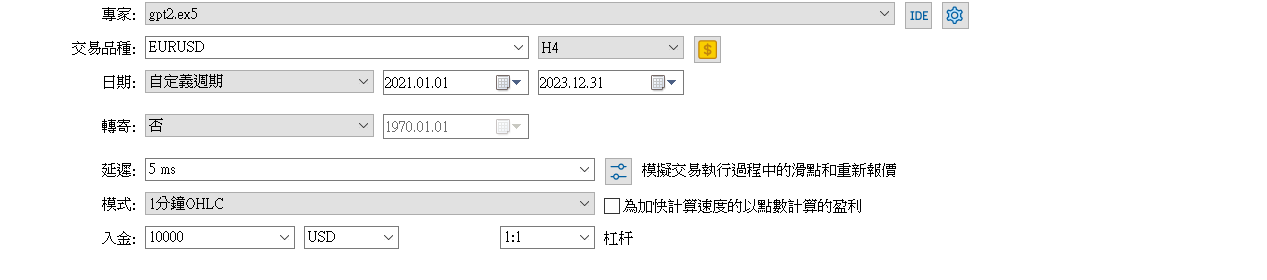 專家: gpt2.ex5 IDE
交易品種: EURUSD H4 $
日期: 自定義週期 2021.01.01 2023.12.31
轉寄: 否 1970.01.01
延遲: 5 ms 模擬交易執行過程中的滑點和重新報價
模式: 1分鐘OHLC 為加快計算速度的以點數計算的盈利
入金: 10000 USD 1:1 槓杆